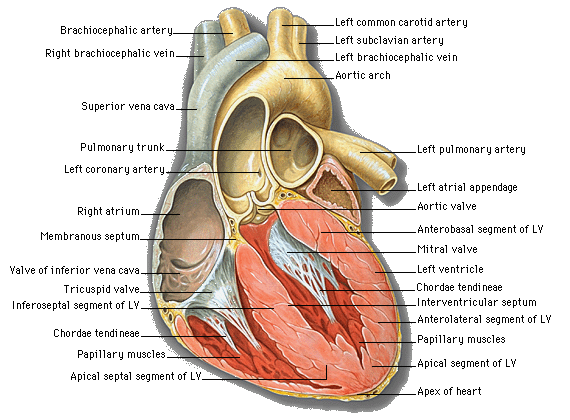 Brachiocephalic artery
Right brachiocephalic vein
Superior vena cava
Pulmonary trunk
Left coronary artery
Right atrium
Membranous septum
Valve of inferior vena cava
Tricuspid valve
Inferoseptal segment of LV
Chordae tendineae
Papillary muscles
Apical septal segment of LV
Left common carotid artery
Left subclavian artery
Left brachiocephalic vein
Aortic arch
Left pulmonary artery
Left atrial appendage
Aortic valve
Anterobasal segment of LV
Mitral valve
Left ventricle
Chordae tendineae
Interventricular septum
Anterolateral segment of LV
Papillary muscles
Apical segment of LV
Apex of heart